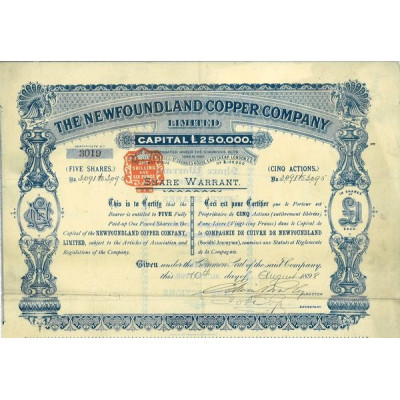 THE NEWFOUNDLAND COPPER COMPANY
LIMITED
CAPITAL £250,000.
3019
(FIVE SHARES.)
(CINQ ACTIONS.)
SHARE WARRANT.
This is to Certify that the
Bearer is entitled to FIVE Fully
Paid-up One Pound Shares in the
Capital of
the NEWFOUNDLAND COPPER COMPANY,
LIMITED, subject to the Articles of Association and
Regulations of the Company.
Ceci est pour Certifier que le Porteur est
Propriétaire de CINQ Actions (entièrement libérées)
d'une Livre (Vingt-cinq Francs) dans le Capital de
la COMPAGNIE DE CUIVRE DE NEWFOUNDLAND
(Société Anonyme), soumises aux Statuts et Règlements
de la Compagnie.
Given under the Common Seal of the said Company,
this 10th day of August 1898